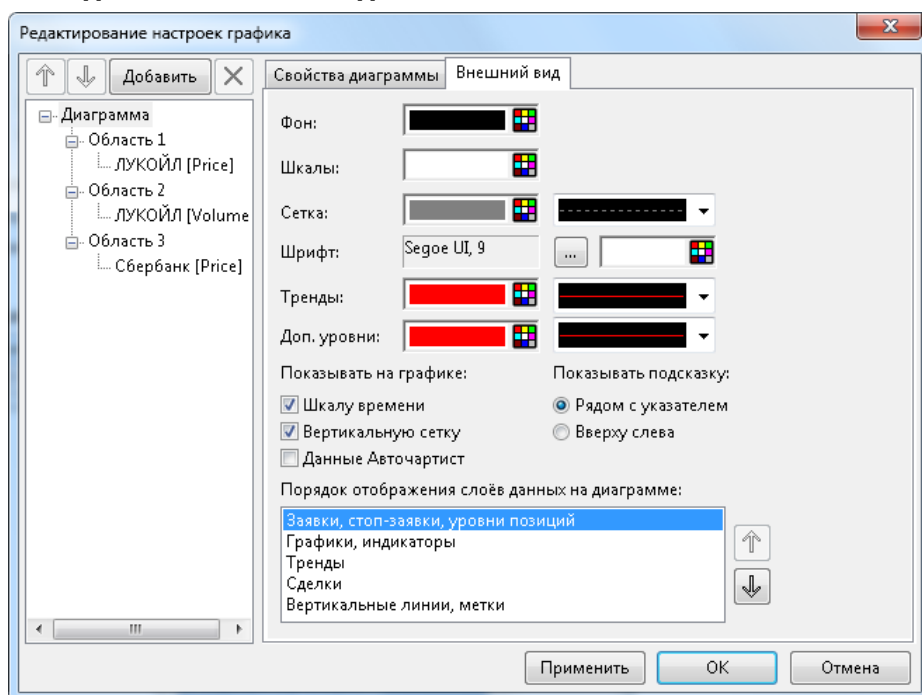 Редактирование настроек графика
Добавить
Свойства диаграммы
Внешний вид
Диаграмма
Область 1
ЛУКОЙЛ [Price]
Область 2
ЛУКОЙЛ [Volume
Область 3
Сбербанк [Price]
Фон:
Шкалы:
Сетка:
Шрифт:
Segoe UI, 9
...
Тренды:
Доп. уровни:
Показывать на графике:
Показывать подсказку:
Шкалу времени
Рядом с указателем
Вертикальную сетку
Вверху слева
Данные Авточартист
Порядок отображения слоёв данных на диаграмме:
Заявки, стоп-заявки, уровни позиций
Графики, индикаторы
Тренды
Сделки
Вертикальные линии, метки
Применить
OK
Отмена